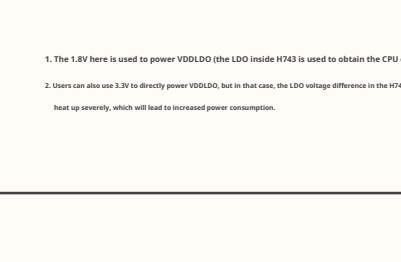 1. The 1.8V here is used to power VDDLDO (the LDO inside H743 is used to obtain the CPU
2. Users can also use 3.3V to directly power VDDLDO, but in that case, the LDO voltage difference in the H74
heat up severely, which will lead to increased power consumption.